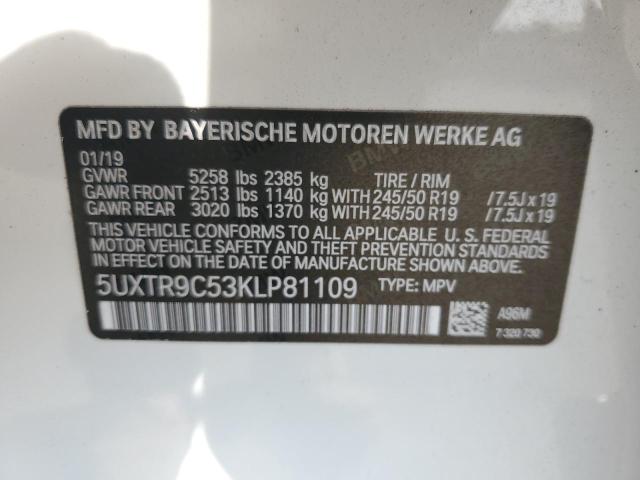 MFD BY BAYERISCHE MOTOREN WERKE AG
01/19
GVWR 5258 lbs 2385 kg TIRE / RIM
GAWR FRONT 2513 lbs 1140 kg WITH 245/50 R19 /7.5J x 19
GAWR REAR 3020 lbs 1370 kg WITH 245/50 R19 /7.5J x 19
THIS VEHICLE CONFORMS TO ALL APPLICABLE U. S. FEDERAL
MOTOR VEHICLE SAFETY AND THEFT PREVENTION STANDARDS
IN EFFECT ON THE DATE OF MANUFACTURE SHOWN ABOVE.
5UXTR9C53KLP81109 TYPE: MPV
A96M
7 320 730